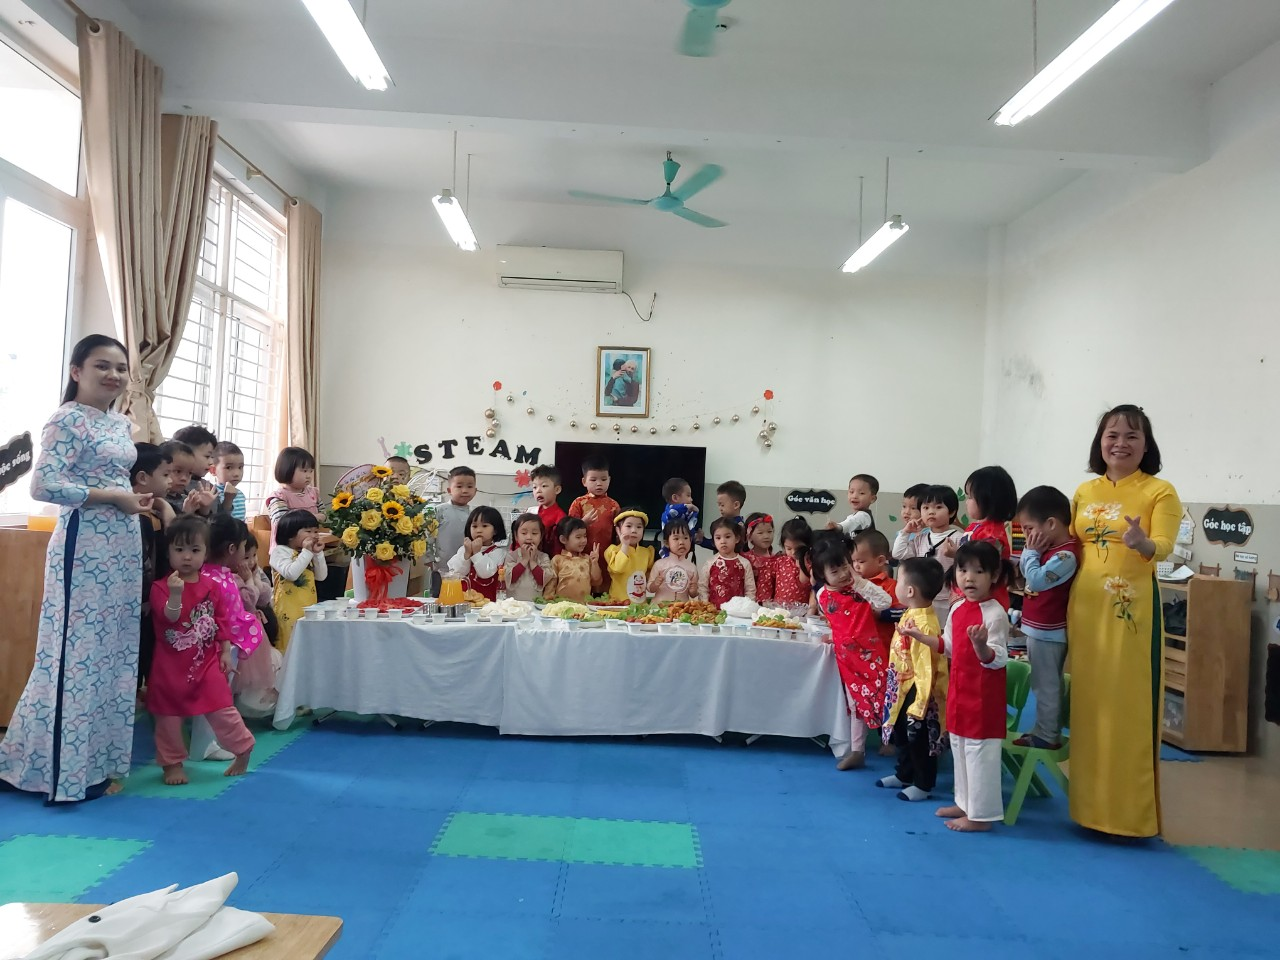 STEAM
Góc văn học
Góc học tập